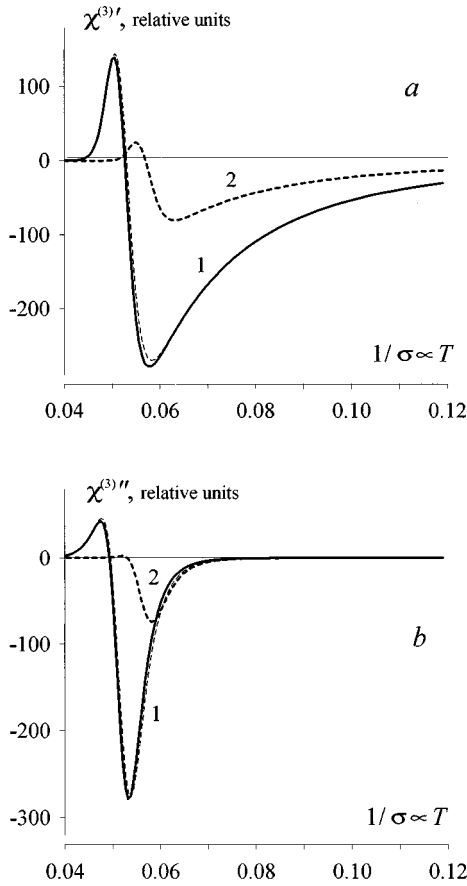 χ⁽³⁾′, relative units
a
100
0
2
-100
1
-200
1/σ∝T
0.04 0.06 0.08 0.10 0.12
χ⁽³⁾″, relative units
0
2
-100
b
-200
1
-300
1/σ∝T
0.04 0.06 0.08 0.10 0.12